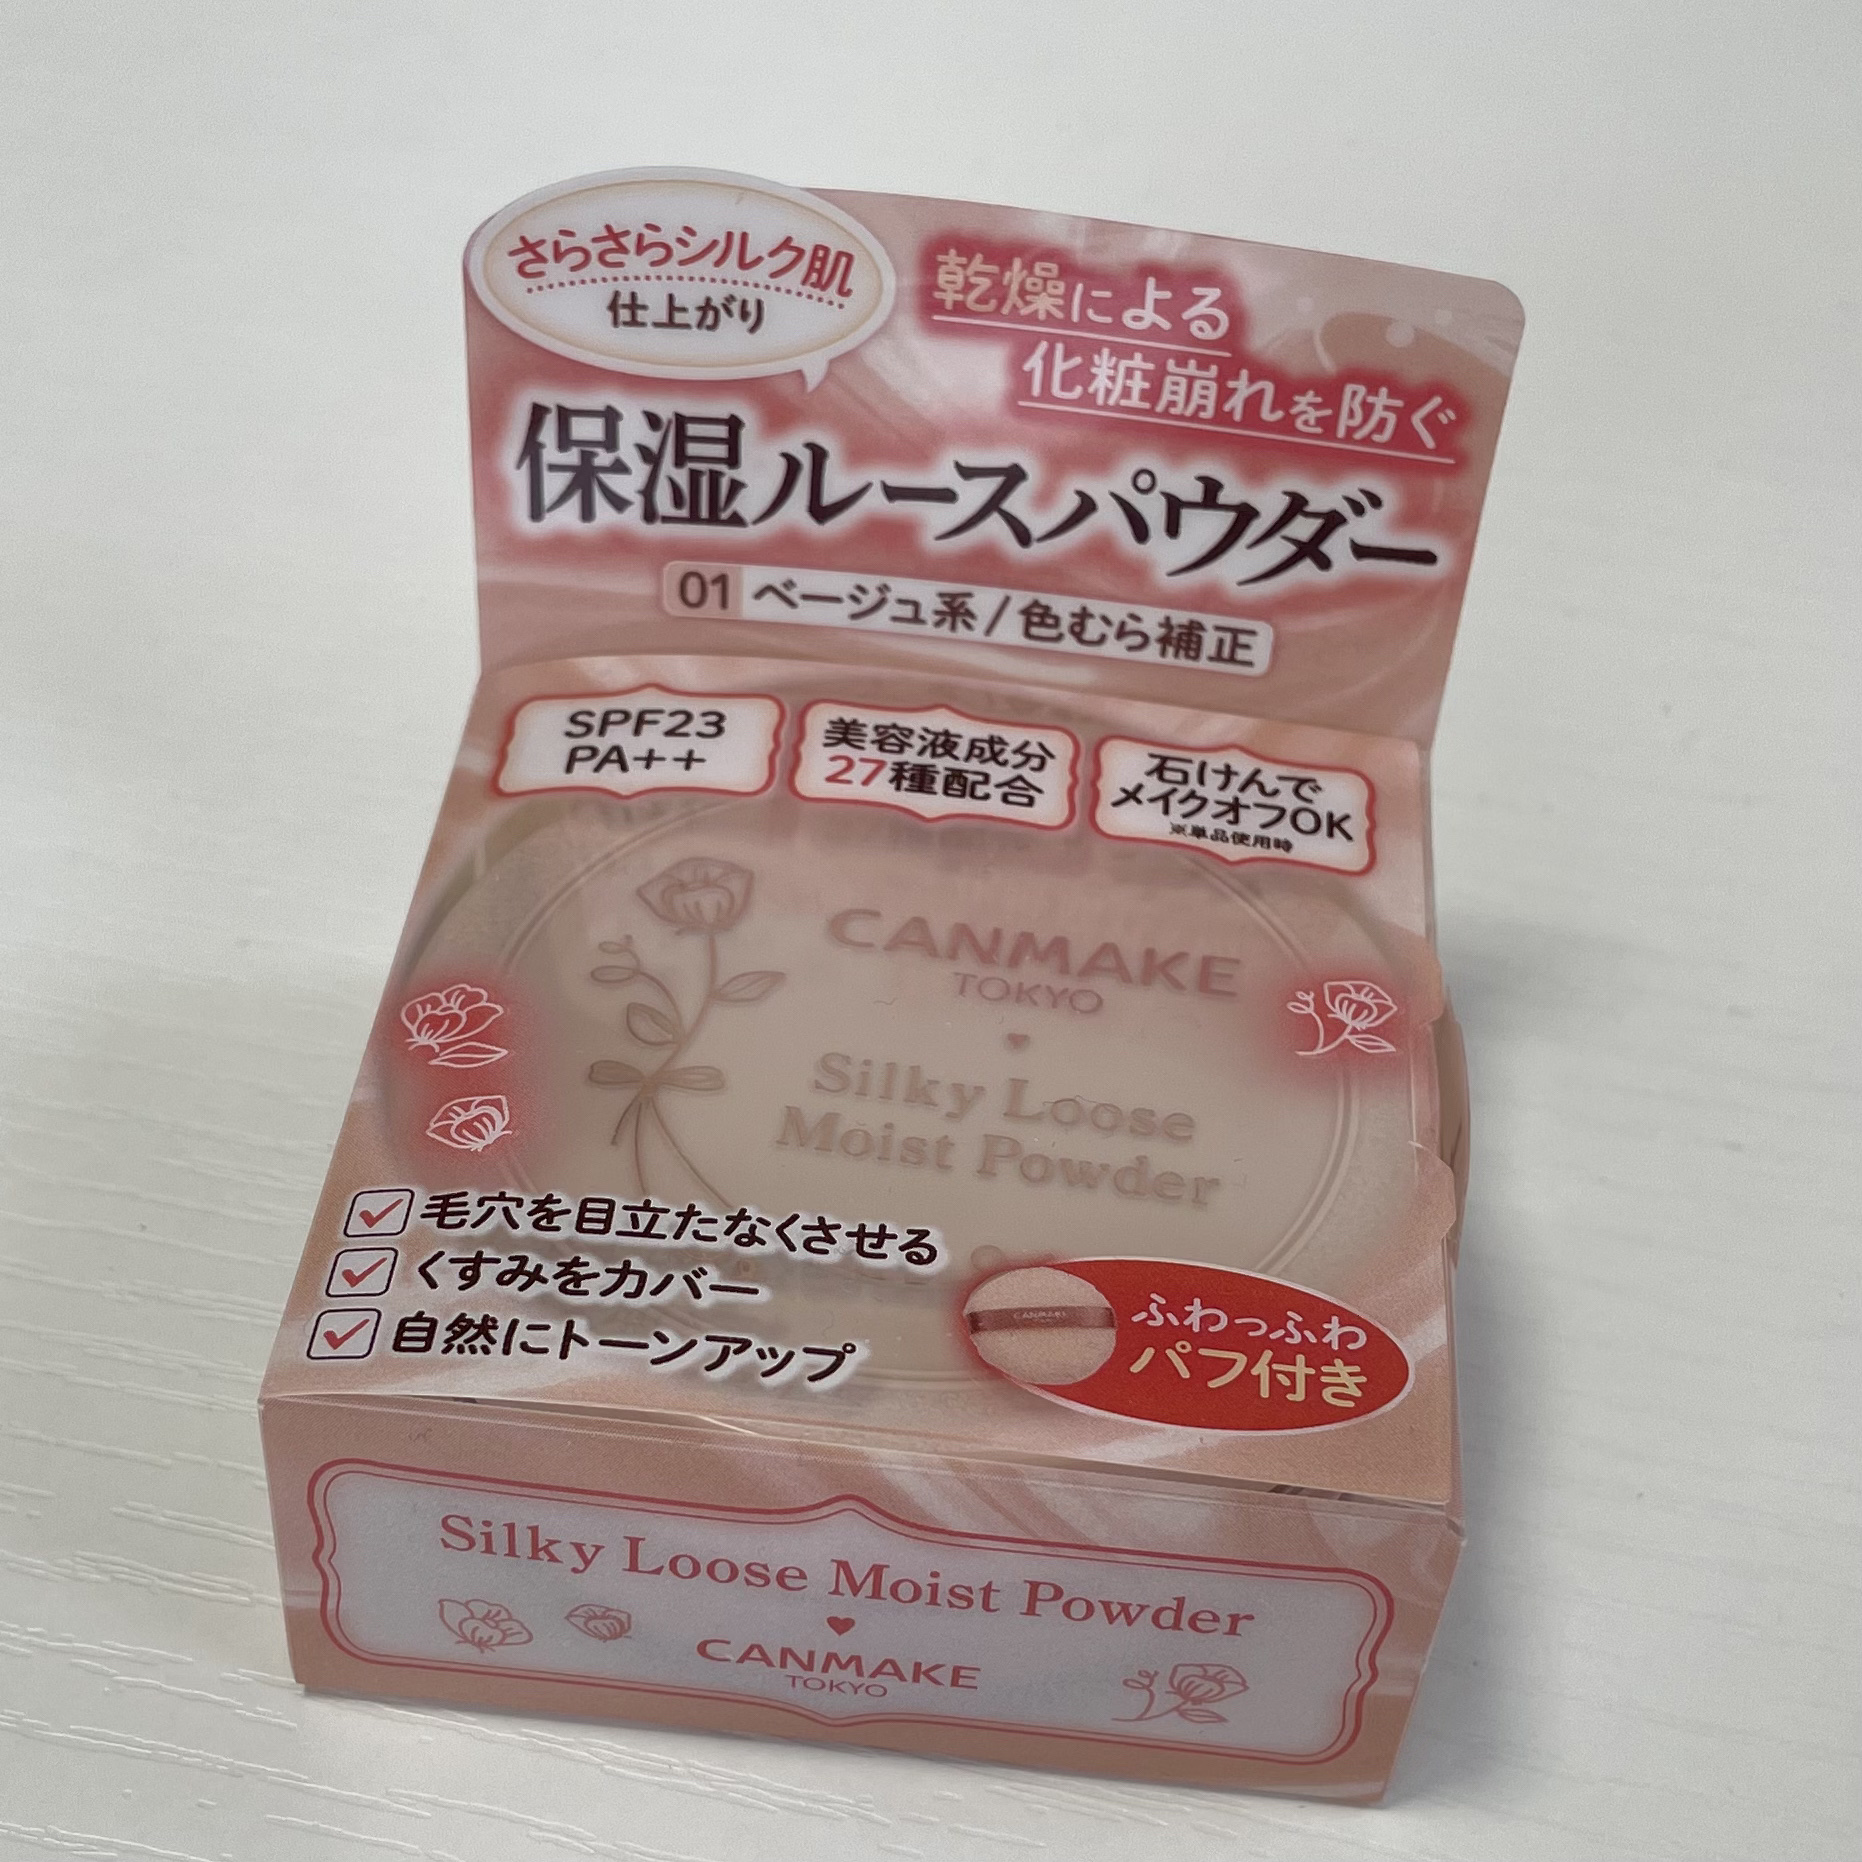 さらさらシルク肌
仕上がり
乾燥による
化粧崩れを防ぐ
保湿ルースパウダー
01 ベージュ系/色むら補正
SPF23
PA++
美容液成分
27種配合
石けんで
メイクオフOK
※単品使用時
CANMAKE
TOKYO
Silky Loose
Moist Powder
毛穴を目立たなくさせる
くすみをカバー
自然にトーンアップ
CANMAKE
ふわっふわ
パフ付き
Silky Loose Moist Powder
CANMAKE
TOKYO